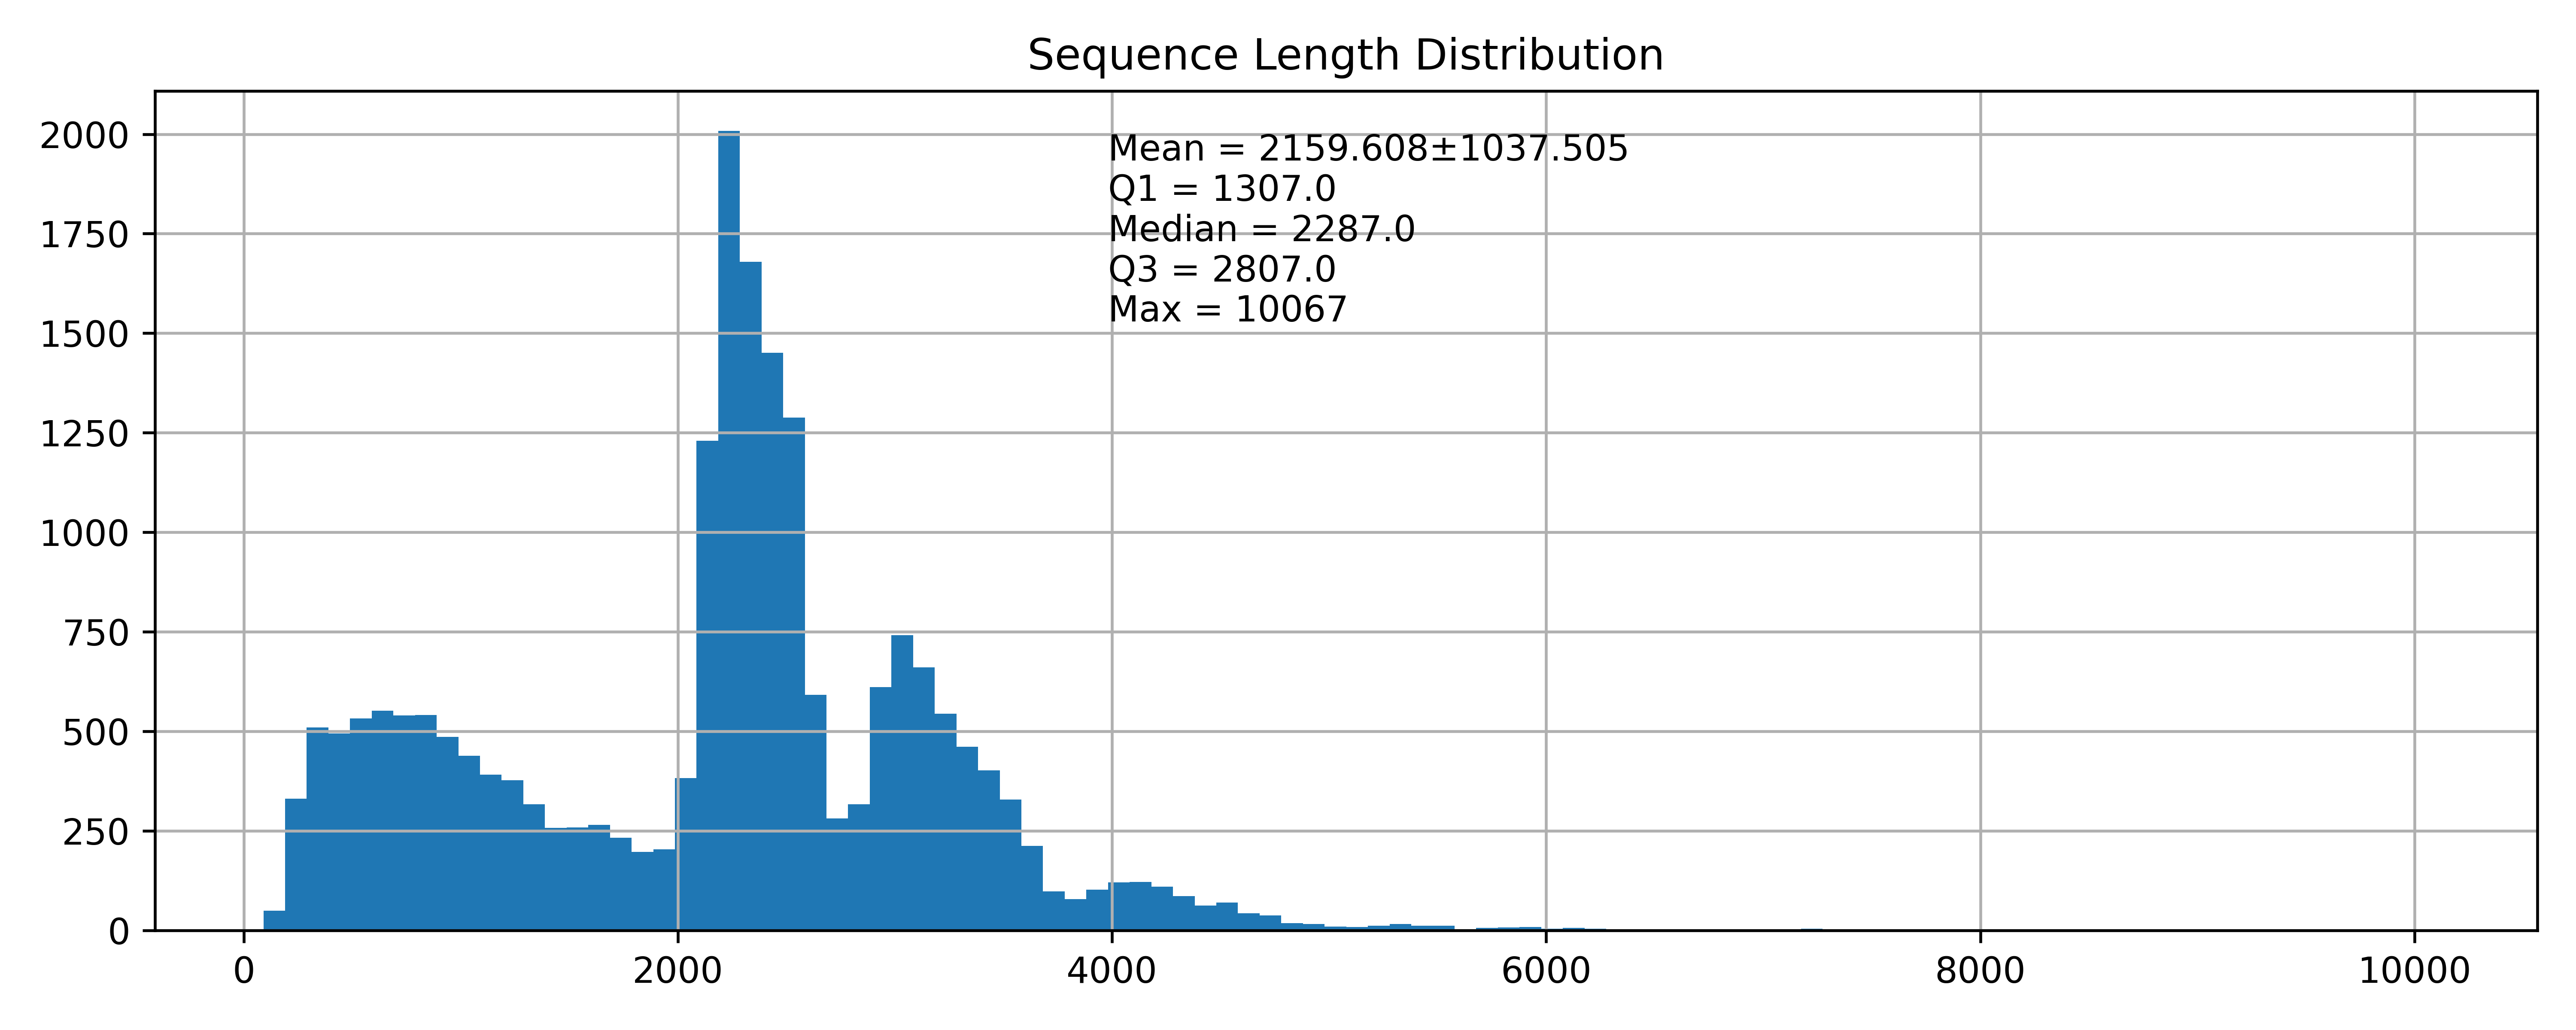 Sequence Length Distribution
2000
1750
1500
1250
1000
750
500
250
0
Mean = 2159.608±1037.505
Q1 = 1307.0
Median = 2287.0
Q3 = 2807.0
Max = 10067
0 2000 4000 6000 8000 10000